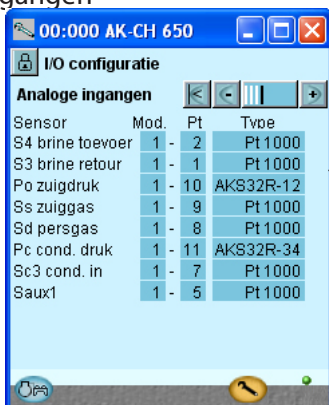 gangen
00:000 AK-CH 650
I/O configuratie
Analoge ingangen
Sensor Mod. Pt Type
S4 brine toevoer 1 - 2 Pt 1000
S3 brine retour 1 - 1 Pt 1000
Po zuigdruk 1 - 10 AKS32R-12
Ss zuiggas 1 - 9 Pt 1000
Sd persgas 1 - 8 Pt 1000
Pc cond. druk 1 - 11 AKS32R-34
Sc3 cond. in 1 - 7 Pt 1000
Saux1 1 - 5 Pt 1000